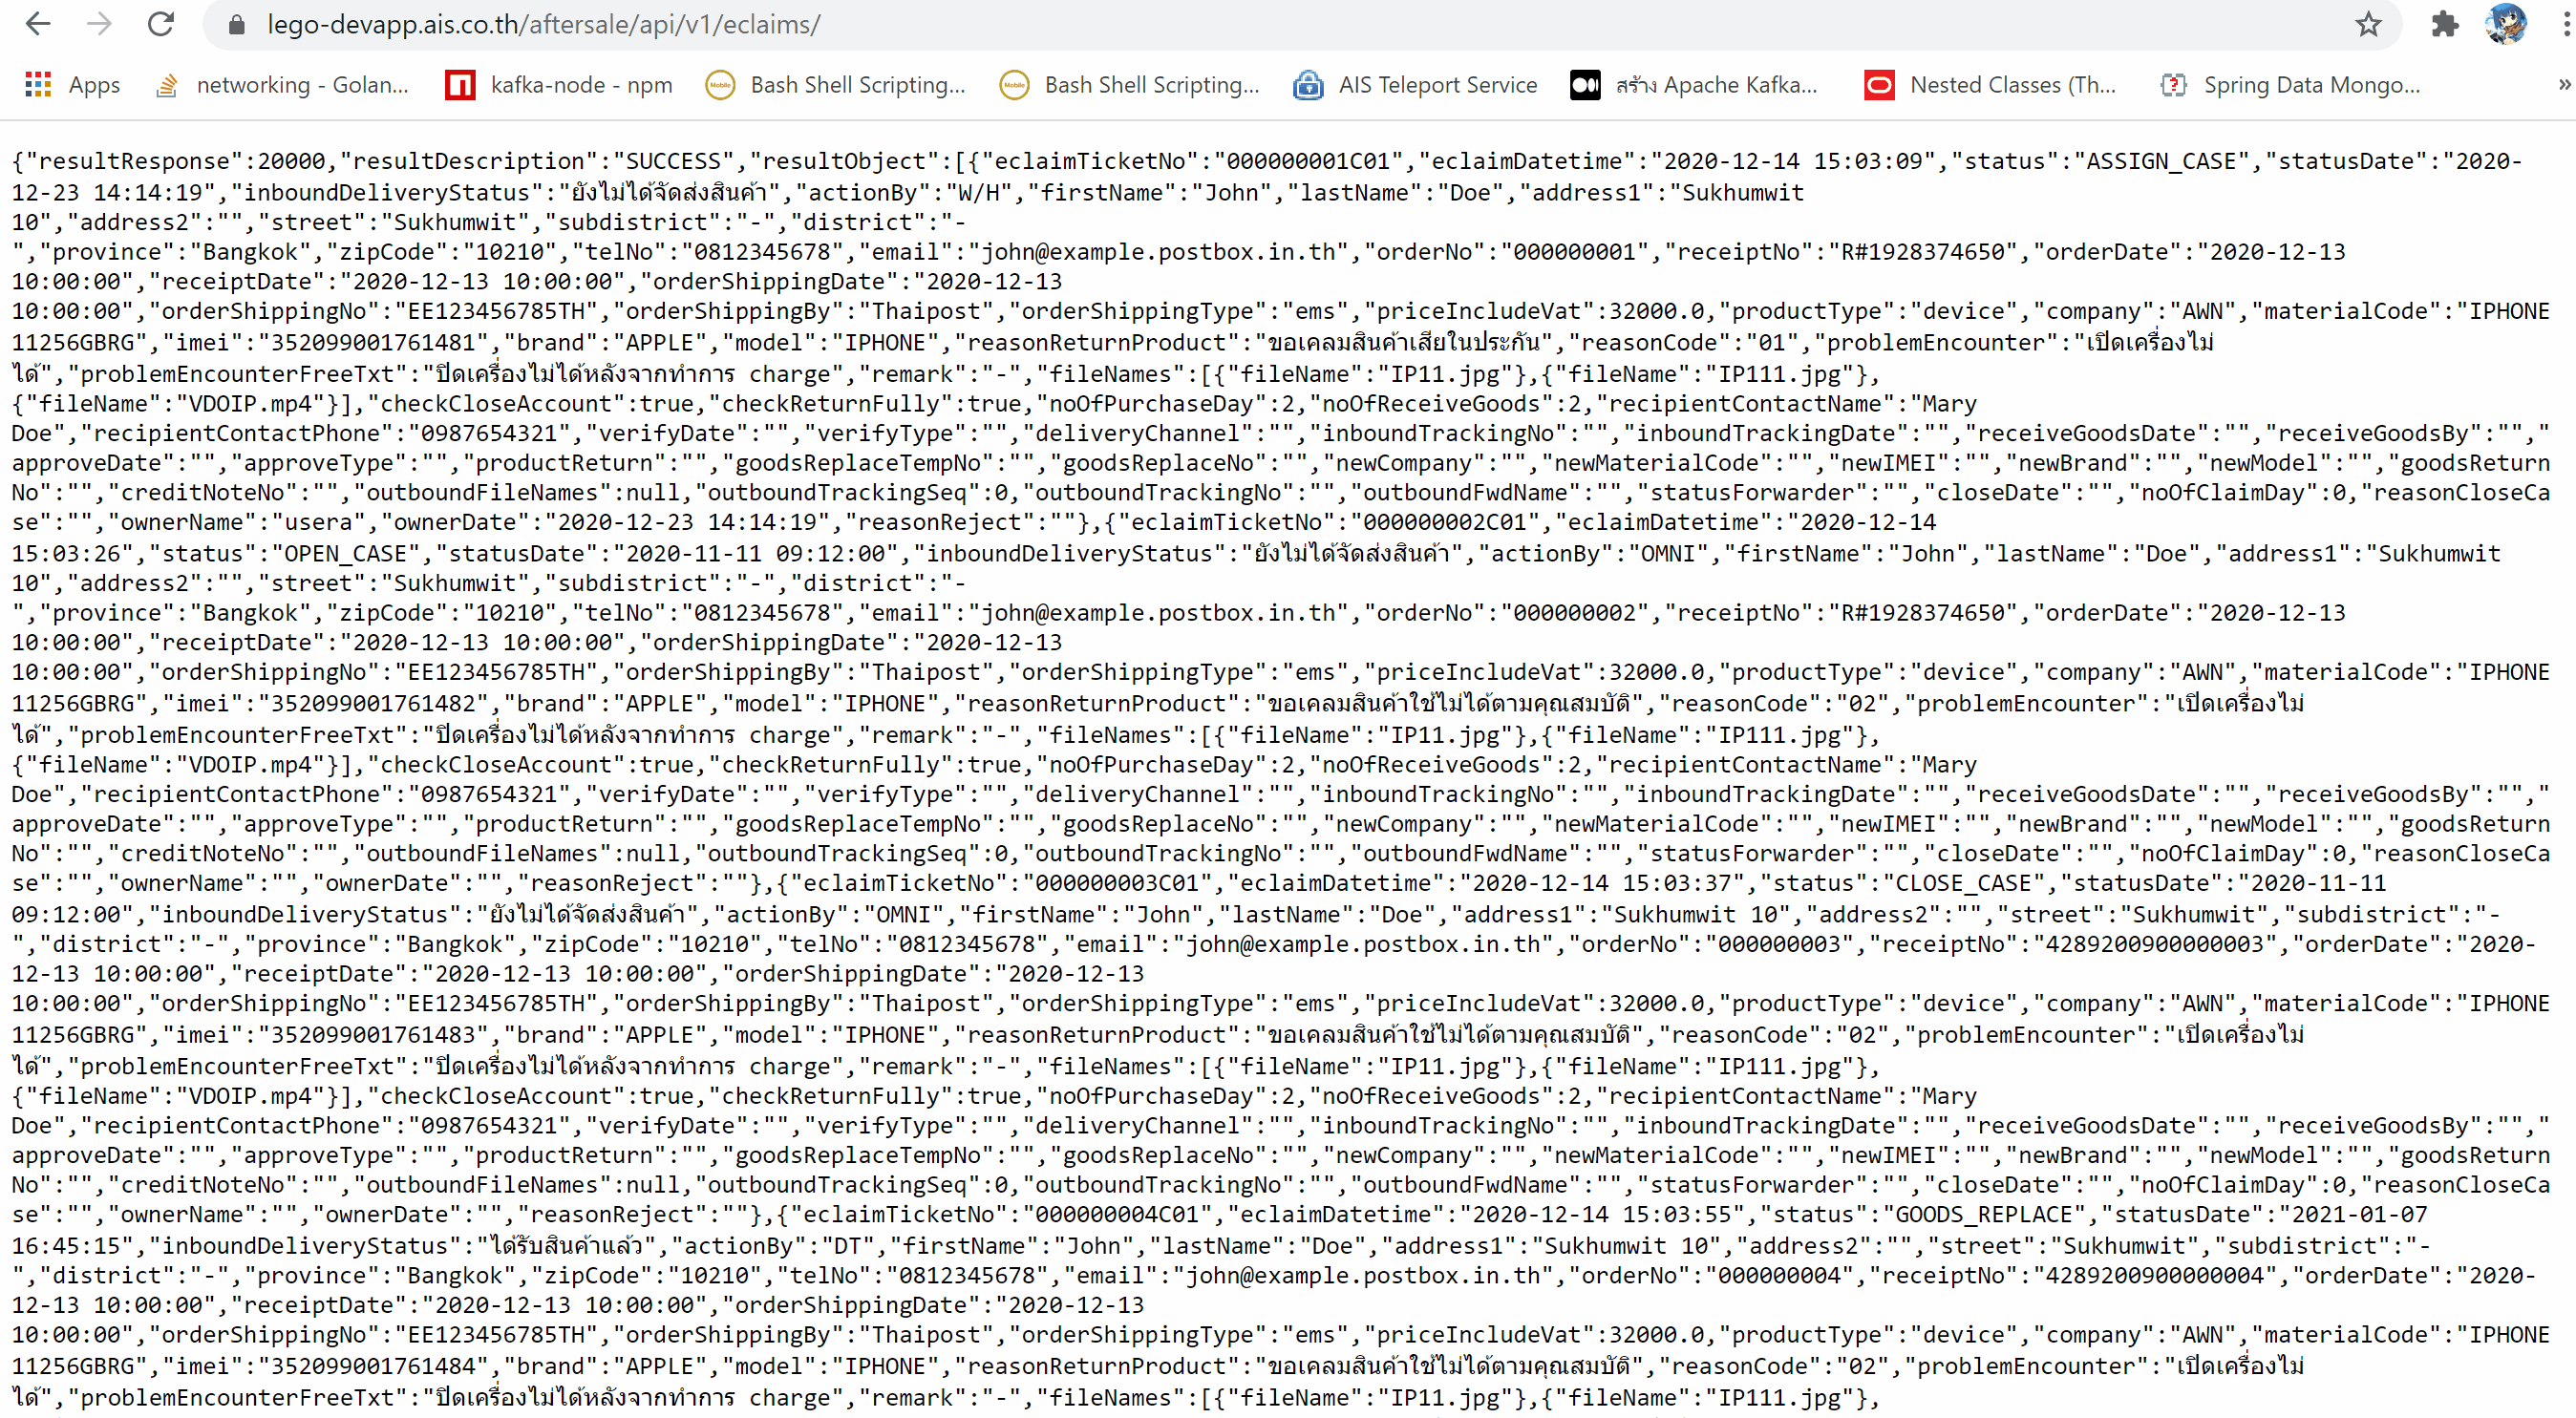 lego-devapp.ais.co.th/aftersale/api/v1/eclaims/
Apps networking - Golan... kafka-node - npm Bash Shell Scripting... Bash Shell Scripting... AIS Teleport Service สร้าง Apache Kafka... Nested Classes (Th... Spring Data Mongo... »
{"resultResponse":20000,"resultDescription":"SUCCESS","resultObject":[{"eclaimTicketNo":"000000001C01","eclaimDatetime":"2020-12-14 15:03:09","status":"ASSIGN_CASE","statusDate":"2020-
12-23 14:14:19","inboundDeliveryStatus":"ยังไม่ได้จัดส่งสินค้า","actionBy":"W/H","firstName":"John","lastName":"Doe","address1":"Sukhumwit
10","address2":"","street":"Sukhumwit","subdistrict":"-","district":"-
","province":"Bangkok","zipCode":"10210","telNo":"0812345678","email":"john@example.postbox.in.th","orderNo":"000000001","receiptNo":"R#1928374650","orderDate":"2020-12-13
10:00:00","receiptDate":"2020-12-13 10:00:00","orderShippingDate":"2020-12-13
10:00:00","orderShippingNo":"EE123456785TH","orderShippingBy":"Thaipost","orderShippingType":"ems","priceIncludeVat":32000.0,"productType":"device","company":"AWN","materialCode":"IPHONE
11256GBRG","imei":"352099001761481","brand":"APPLE","model":"IPHONE","reasonReturnProduct":"ขอเคลมสินค้าเสียในประกัน","reasonCode":"01","problemEncounter":"เปิดเครื่องไม่
ได้","problemEncounterFreeTxt":"ปิดเครื่องไม่ได้หลังจากทำการ charge","remark":"-","fileNames":[{"fileName":"IP11.jpg"},{"fileName":"IP111.jpg"},
{"fileName":"VDOIP.mp4"}],"checkCloseAccount":true,"checkReturnFully":true,"noOfPurchaseDay":2,"noOfReceiveGoods":2,"recipientContactName":"Mary
Doe","recipientContactPhone":"0987654321","verifyDate":"","verifyType":"","deliveryChannel":"","inboundTrackingNo":"","inboundTrackingDate":"","receiveGoodsDate":"","receiveGoodsBy":"","
approveDate":"","approveType":"","productReturn":"","goodsReplaceTempNo":"","goodsReplaceNo":"","newCompany":"","newMaterialCode":"","newIMEI":"","newBrand":"","newModel":"","goodsReturn
No":"","creditNoteNo":"","outboundFileNames":null,"outboundTrackingSeq":0,"outboundTrackingNo":"","outboundFwdName":"","statusForwarder":"","closeDate":"","noOfClaimDay":0,"reasonCloseCa
se":"","ownerName":"usera","ownerDate":"2020-12-23 14:14:19","reasonReject":""},{"eclaimTicketNo":"000000002C01","eclaimDatetime":"2020-12-14
15:03:26","status":"OPEN_CASE","statusDate":"2020-11-11 09:12:00","inboundDeliveryStatus":"ยังไม่ได้จัดส่งสินค้า","actionBy":"OMNI","firstName":"John","lastName":"Doe","address1":"Sukhumwit
10","address2":"","street":"Sukhumwit","subdistrict":"-","district":"-
","province":"Bangkok","zipCode":"10210","telNo":"0812345678","email":"john@example.postbox.in.th","orderNo":"000000002","receiptNo":"R#1928374650","orderDate":"2020-12-13
10:00:00","receiptDate":"2020-12-13 10:00:00","orderShippingDate":"2020-12-13
10:00:00","orderShippingNo":"EE123456785TH","orderShippingBy":"Thaipost","orderShippingType":"ems","priceIncludeVat":32000.0,"productType":"device","company":"AWN","materialCode":"IPHONE
11256GBRG","imei":"352099001761482","brand":"APPLE","model":"IPHONE","reasonReturnProduct":"ขอเคลมสินค้าใช้ไม่ได้ตามคุณสมบัติ","reasonCode":"02","problemEncounter":"เปิดเครื่องไม่
ได้","problemEncounterFreeTxt":"ปิดเครื่องไม่ได้หลังจากทำการ charge","remark":"-","fileNames":[{"fileName":"IP11.jpg"},{"fileName":"IP111.jpg"},
{"fileName":"VDOIP.mp4"}],"checkCloseAccount":true,"checkReturnFully":true,"noOfPurchaseDay":2,"noOfReceiveGoods":2,"recipientContactName":"Mary
Doe","recipientContactPhone":"0987654321","verifyDate":"","verifyType":"","deliveryChannel":"","inboundTrackingNo":"","inboundTrackingDate":"","receiveGoodsDate":"","receiveGoodsBy":"","
approveDate":"","approveType":"","productReturn":"","goodsReplaceTempNo":"","goodsReplaceNo":"","newCompany":"","newMaterialCode":"","newIMEI":"","newBrand":"","newModel":"","goodsReturn
No":"","creditNoteNo":"","outboundFileNames":null,"outboundTrackingSeq":0,"outboundTrackingNo":"","outboundFwdName":"","statusForwarder":"","closeDate":"","noOfClaimDay":0,"reasonCloseCa
se":"","ownerName":"","ownerDate":"","reasonReject":""},{"eclaimTicketNo":"000000003C01","eclaimDatetime":"2020-12-14 15:03:37","status":"CLOSE_CASE","statusDate":"2020-11-11
09:12:00","inboundDeliveryStatus":"ยังไม่ได้จัดส่งสินค้า","actionBy":"OMNI","firstName":"John","lastName":"Doe","address1":"Sukhumwit 10","address2":"","street":"Sukhumwit","subdistrict":"-
","district":"-","province":"Bangkok","zipCode":"10210","telNo":"0812345678","email":"john@example.postbox.in.th","orderNo":"000000003","receiptNo":"4289200900000003","orderDate":"2020-
12-13 10:00:00","receiptDate":"2020-12-13 10:00:00","orderShippingDate":"2020-12-13
10:00:00","orderShippingNo":"EE123456785TH","orderShippingBy":"Thaipost","orderShippingType":"ems","priceIncludeVat":32000.0,"productType":"device","company":"AWN","materialCode":"IPHONE
11256GBRG","imei":"352099001761483","brand":"APPLE","model":"IPHONE","reasonReturnProduct":"ขอเคลมสินค้าใช้ไม่ได้ตามคุณสมบัติ","reasonCode":"02","problemEncounter":"เปิดเครื่องไม่
ได้","problemEncounterFreeTxt":"ปิดเครื่องไม่ได้หลังจากทำการ charge","remark":"-","fileNames":[{"fileName":"IP11.jpg"},{"fileName":"IP111.jpg"},
{"fileName":"VDOIP.mp4"}],"checkCloseAccount":true,"checkReturnFully":true,"noOfPurchaseDay":2,"noOfReceiveGoods":2,"recipientContactName":"Mary
Doe","recipientContactPhone":"0987654321","verifyDate":"","verifyType":"","deliveryChannel":"","inboundTrackingNo":"","inboundTrackingDate":"","receiveGoodsDate":"","receiveGoodsBy":"","
approveDate":"","approveType":"","productReturn":"","goodsReplaceTempNo":"","goodsReplaceNo":"","newCompany":"","newMaterialCode":"","newIMEI":"","newBrand":"","newModel":"","goodsReturn
No":"","creditNoteNo":"","outboundFileNames":null,"outboundTrackingSeq":0,"outboundTrackingNo":"","outboundFwdName":"","statusForwarder":"","closeDate":"","noOfClaimDay":0,"reasonCloseCa
se":"","ownerName":"","ownerDate":"","reasonReject":""},{"eclaimTicketNo":"000000004C01","eclaimDatetime":"2020-12-14 15:03:55","status":"GOODS_REPLACE","statusDate":"2021-01-07
16:45:15","inboundDeliveryStatus":"ได้รับสินค้าแล้ว","actionBy":"DT","firstName":"John","lastName":"Doe","address1":"Sukhumwit 10","address2":"","street":"Sukhumwit","subdistrict":"-
","district":"-","province":"Bangkok","zipCode":"10210","telNo":"0812345678","email":"john@example.postbox.in.th","orderNo":"000000004","receiptNo":"4289200900000004","orderDate":"2020-
12-13 10:00:00","receiptDate":"2020-12-13 10:00:00","orderShippingDate":"2020-12-13
10:00:00","orderShippingNo":"EE123456785TH","orderShippingBy":"Thaipost","orderShippingType":"ems","priceIncludeVat":32000.0,"productType":"device","company":"AWN","materialCode":"IPHONE
11256GBRG","imei":"352099001761484","brand":"APPLE","model":"IPHONE","reasonReturnProduct":"ขอเคลมสินค้าใช้ไม่ได้ตามคุณสมบัติ","reasonCode":"02","problemEncounter":"เปิดเครื่องไม่
ได้","problemEncounterFreeTxt":"ปิดเครื่องไม่ได้หลังจากทำการ charge","remark":"-","fileNames":[{"fileName":"IP11.jpg"},{"fileName":"IP111.jpg"},